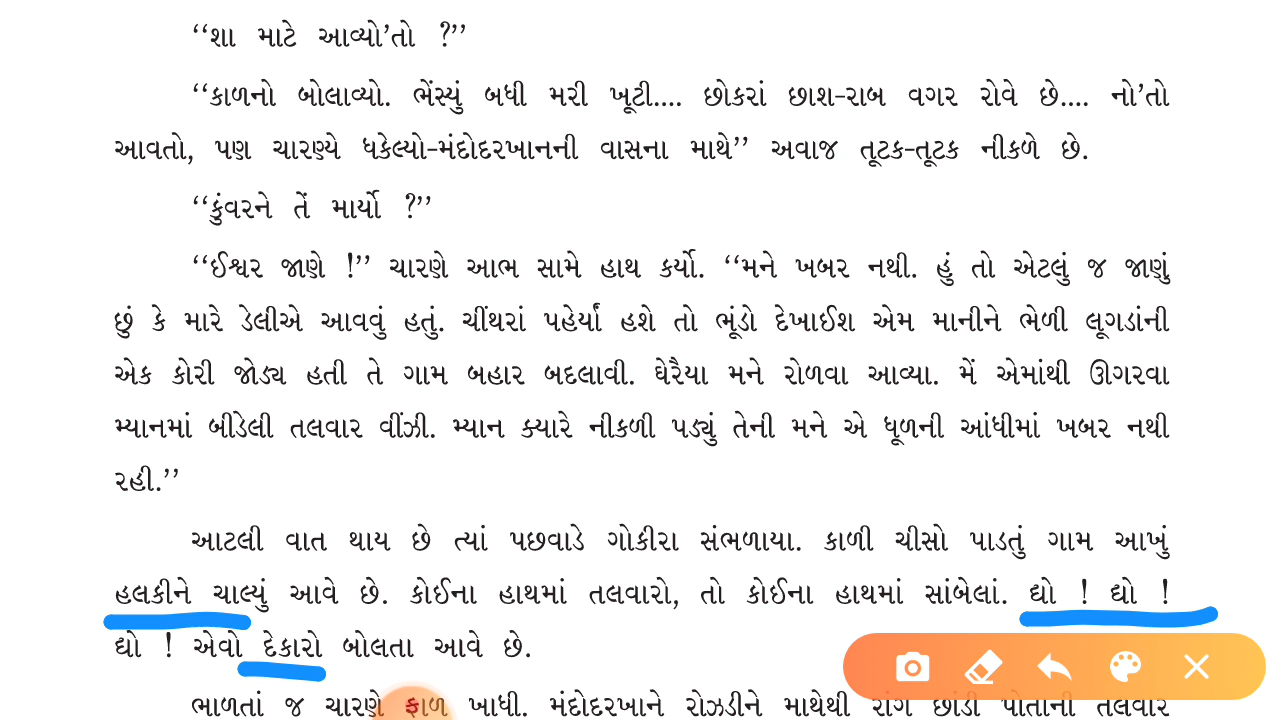 ‘‘શા માટે આવ્યો’તો ?’’
‘‘કાળનો બોલાવ્યો. ભેંસ્યું બધી મરી ખૂટી.... છોકરાં છાશ-રાબ વગર રોવે છે.... નો’તો
આવતો, પણ ચારણ્યે ધકેલ્યો-મંદોદરખાનની વાસના માથે’’ અવાજ તૂટક-તૂટક નીકળે છે.
‘‘કુંવરને તેં માર્યો ?’’
‘‘ઈશ્વર જાણે !’’ ચારણે આભ સામે હાથ કર્યો. ‘‘મને ખબર નથી. હું તો એટલું જ જાણું
છું કે મારે ડેલીએ આવવું હતું. ચીંથરાં પહેર્યાં હશે તો ભૂંડો દેખાઈશ એમ માનીને ભેળી લૂગડાંની
એક કોરી જોડ્ય હતી તે ગામ બહાર બદલાવી. ઘેરૈયા મને રોળવા આવ્યા. મેં એમાંથી ઊગરવા
મ્યાનમાં બીડેલી તલવાર વીંઝી. મ્યાન ક્યારે નીકળી પડ્યું તેની મને એ ધૂળની આંધીમાં ખબર નથી
રહી.’’
આટલી વાત થાય છે ત્યાં પછવાડે ગોકીરા સંભળાયા. કાળી ચીસો પાડતું ગામ આખું
હલકીને ચાલ્યું આવે છે. કોઈના હાથમાં તલવારો, તો કોઈના હાથમાં સાંબેલાં. દ્યો ! દ્યો !
દ્યો ! એવો દેકારો બોલતા આવે છે.
ભાળતાં જ ચારણે ફાળ ખાધી. મંદોદરખાને રોઝડીને માથેથી રાંગ છાંડી પોતાની તલવાર